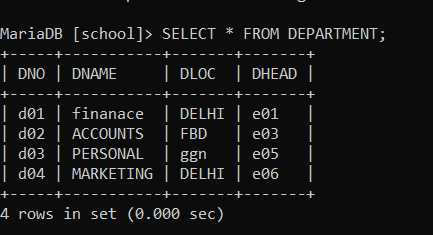 MariaDB [school]> SELECT * FROM DEPARTMENT;
+-----+-----------+-------+-------+
| DNO | DNAME     | DLOC  | DHEAD |
+-----+-----------+-------+-------+
| d01 | finanace  | DELHI | e01   |
| d02 | ACCOUNTS  | FBD   | e03   |
| d03 | PERSONAL  | ggn   | e05   |
| d04 | MARKETING | DELHI | e06   |
+-----+-----------+-------+-------+
4 rows in set (0.000 sec)